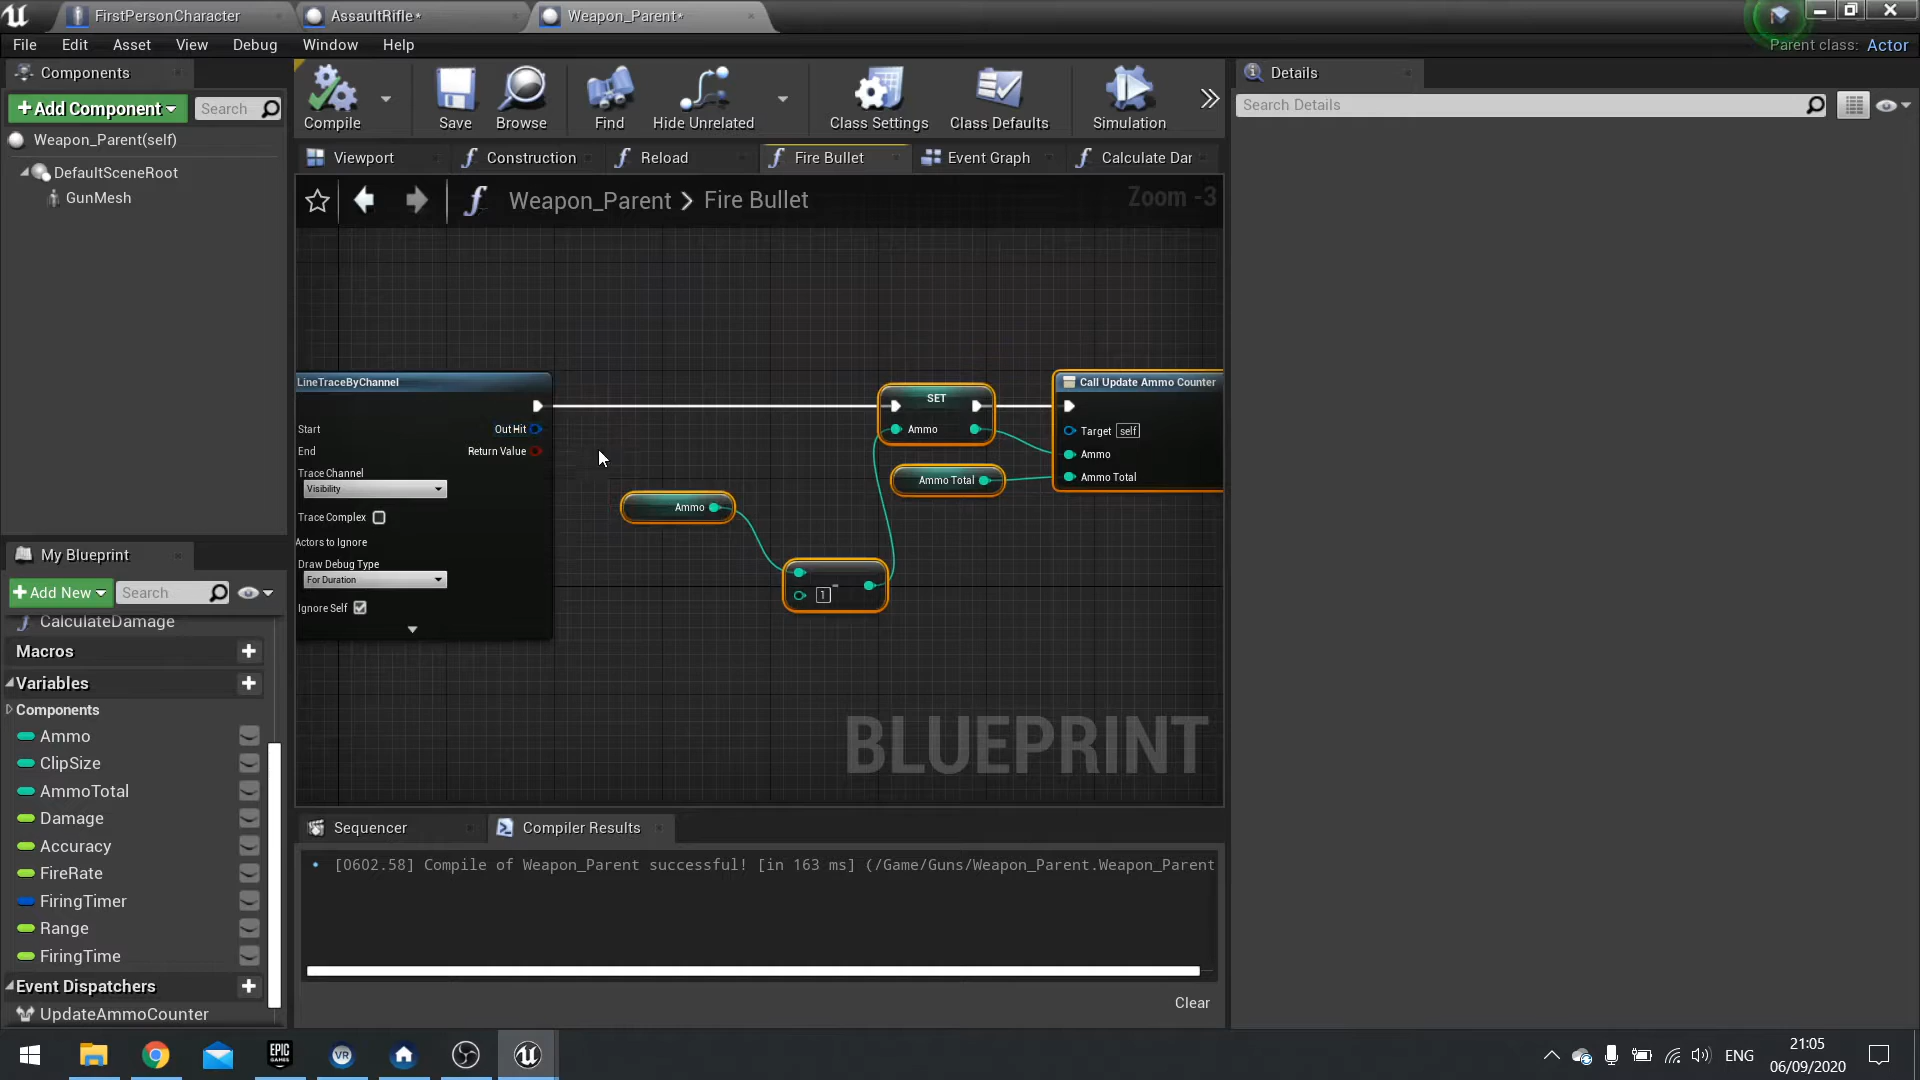 FirstPersonCharacter
AssaultRifle*
Weapon_Parent*
File Edit Asset View Debug Window Help
Parent class: Actor
Components
Add Component
Search
Weapon_Parent(self)
DefaultSceneRoot
GunMesh
Compile
Save
Browse
Find
Hide Unrelated
Class Settings
Class Defaults
Simulation
Details
Search Details
Viewport
Construction
Reload
Fire Bullet
Event Graph
Calculate Dar
Weapon_Parent > Fire Bullet
Zoom -3
LineTraceByChannel
Start
Out Hit
End
Return Value
Trace Channel
Visibility
Trace Complex
Actors to Ignore
Draw Debug Type
For Duration
Ignore Self
Ammo
1
-
SET
Ammo
Ammo Total
Call Update Ammo Counter
Target self
Ammo
Ammo Total
BLUEPRINT
My Blueprint
Add New
Search
CalculateDamage
Macros
Variables
Components
Ammo
ClipSize
AmmoTotal
Damage
Accuracy
FireRate
FiringTimer
Range
FiringTime
Event Dispatchers
UpdateAmmoCounter
Sequencer
Compiler Results
[0602.58] Compile of Weapon_Parent successful! [in 163 ms] (/Game/Guns/Weapon_Parent.Weapon_Parent
Clear
EPIC GAMES
VR
ENG
21:05
06/09/2020